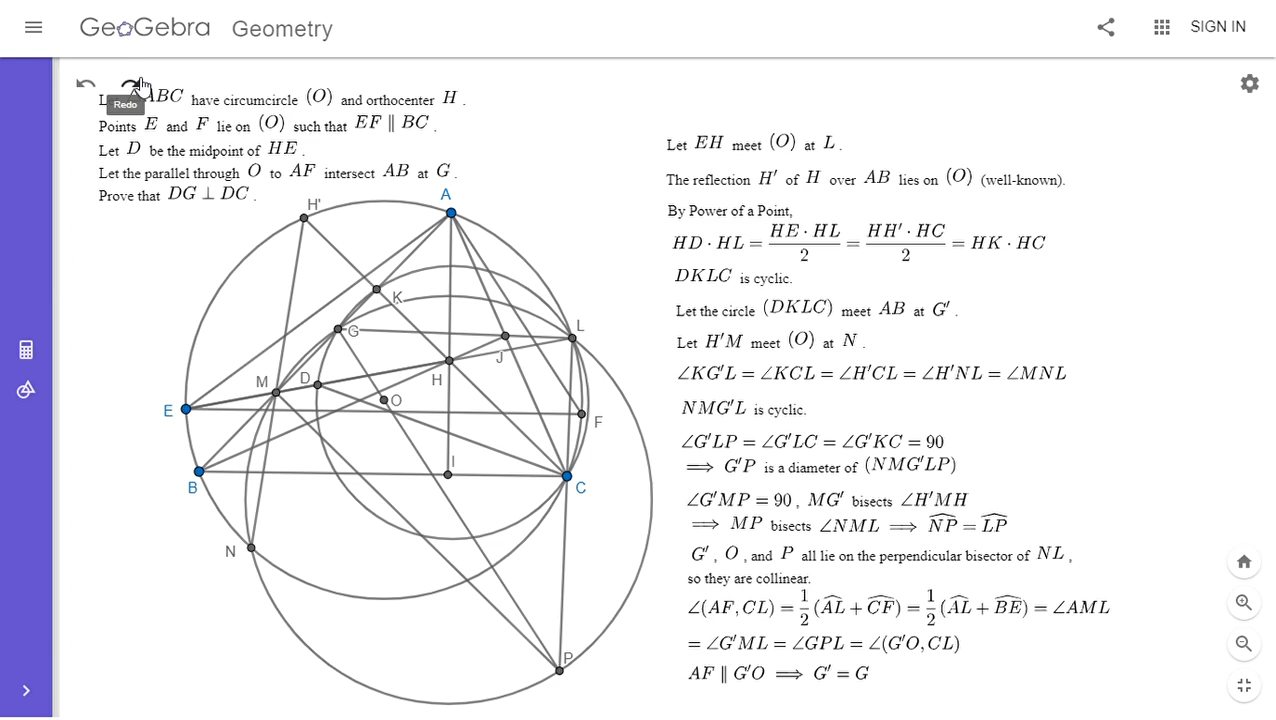 GeoGebra Geometry
SIGN IN
Redo
ABC have circumcircle (O) and orthocenter H .
Points E and F lie on (O) such that EF ∥ BC .
Let D be the midpoint of HE .
Let the parallel through O to AF intersect AB at G .
Prove that DG ⊥ DC .
Let EH meet (O) at L .
The reflection H′ of H over AB lies on (O) (well-known).
By Power of a Point,
HD · HL = HE · HL / 2 = HH′ · HC / 2 = HK · HC
DKLC is cyclic.
Let the circle (DKLC) meet AB at G′ .
Let H′M meet (O) at N .
∠KG′L = ∠KCL = ∠H′CL = ∠H′NL = ∠MNL
NMG′L is cyclic.
∠G′LP = ∠G′LC = ∠G′KC = 90
⟹ G′P is a diameter of (NMG′LP)
∠G′MP = 90 , MG′ bisects ∠H′MH
⟹ MP bisects ∠NML ⟹ N͡P = L͡P
G′ , O , and P all lie on the perpendicular bisector of NL ,
so they are collinear.
∠(AF, CL) = 1/2 (A͡L + C͡F) = 1/2 (A͡L + B͡E) = ∠AML
= ∠G′ML = ∠GPL = ∠(G′O, CL)
AF ∥ G′O ⟹ G′ = G
H'
A
K
G
L
J
H
M
D
O
E
F
B
I
C
N
P